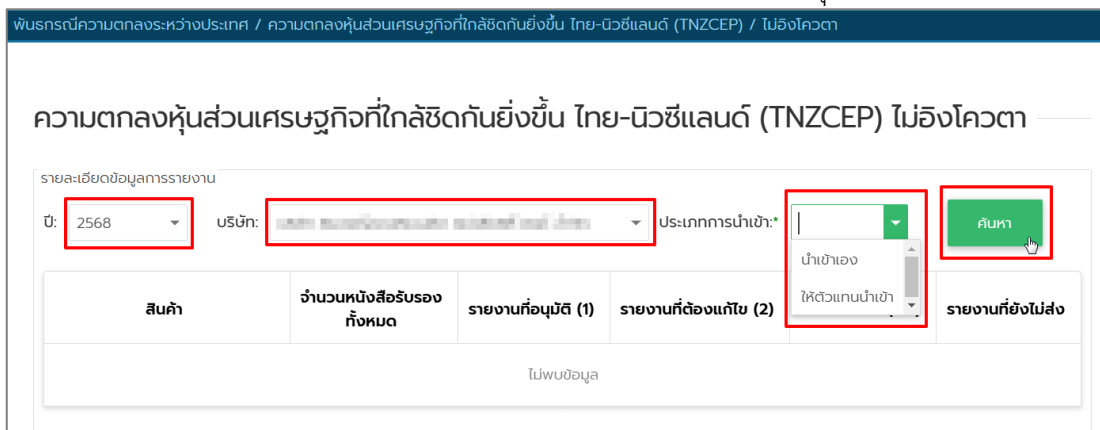 พันธกรณีความตกลงระหว่างประเทศ / ความตกลงหุ้นส่วนเศรษฐกิจที่ใกล้ชิดกันยิ่งขึ้น ไทย-นิวซีแลนด์ (TNZCEP) / ไม่อิงโควตา
ความตกลงหุ้นส่วนเศรษฐกิจที่ใกล้ชิดกันยิ่งขึ้น ไทย-นิวซีแลนด์ (TNZCEP) ไม่อิงโควตา
รายละเอียดข้อมูลการรายงาน
ปี: 2568 บริษัท: ประเภทการนำเข้า:* ค้นหา
นำเข้าเอง
ให้ตัวแทนนำเข้า
สินค้า จำนวนหนังสือรับรองทั้งหมด รายงานที่อนุมัติ (1) รายงานที่ต้องแก้ไข (2) รายงานที่ยังไม่ส่ง
ไม่พบข้อมูล